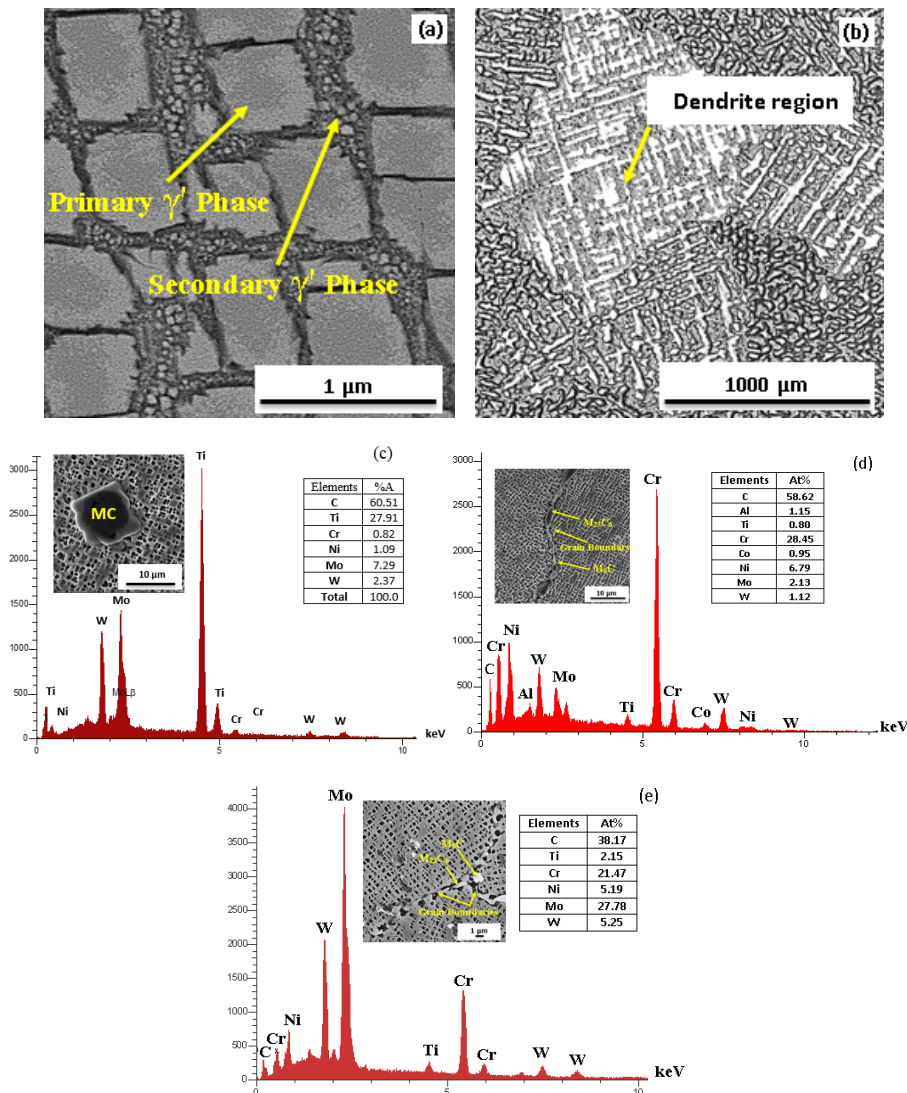 (a)
Primary γ' Phase
Secondary γ' Phase
1 μm
(b)
Dendrite region
1000 μm
(c)
3000
2500
2000
1500
1000
500
0
Ti
MC
10 μm
Elements %A
C 60.51
Ti 27.91
Cr 0.82
Ni 1.09
Mo 7.29
W 2.37
Total 100.0
W
Mo
MoLβ
Ti
Ni
Ti
Cr
Cr
W
W
0 5 10
keV
(d)
3000
2500
2000
1500
1000
500
0
Cr
M₂₃C₆
Grain Boundary
M₆C
10 μm
Elements At%
C 58.62
Al 1.15
Ti 0.80
Cr 28.45
Co 0.95
Ni 6.79
Mo 2.13
W 1.12
C
Cr
Ni
Al
W
Mo
Ti
Cr
Co
W
Ni
W
0 5 10
keV
(e)
4000
3500
3000
2500
2000
1500
1000
500
0
Mo
M₆C
M₂₃C₆
Grain Boundaries
1 μm
Elements At%
C 38.17
Ti 2.15
Cr 21.47
Ni 5.19
Mo 27.78
W 5.25
C
Cr
Ni
W
Ti
Cr
Cr
W
W
0 5 10
keV